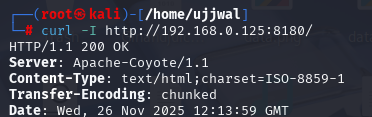 ┌──(root㉿kali)-[/home/ujjwal]
└─# curl -I http://192.168.0.125:8180/
HTTP/1.1 200 OK
Server: Apache-Coyote/1.1
Content-Type: text/html;charset=ISO-8859-1
Transfer-Encoding: chunked
Date: Wed, 26 Nov 2025 12:13:59 GMT